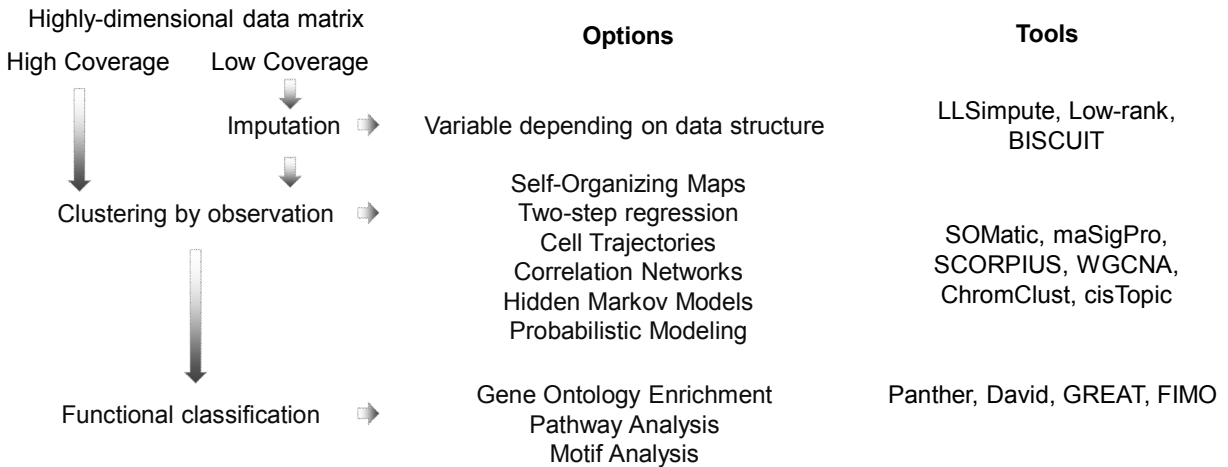 Highly-dimensional data matrix
Options
Tools
High Coverage
Low Coverage
Imputation
Variable depending on data structure
LLSimpute, Low-rank,
BISCUIT
Clustering by observation
Self-Organizing Maps
Two-step regression
Cell Trajectories
Correlation Networks
Hidden Markov Models
Probabilistic Modeling
SOMatic, maSigPro,
SCORPIUS, WGCNA,
ChromClust, cisTopic
Functional classification
Gene Ontology Enrichment
Pathway Analysis
Motif Analysis
Panther, David, GREAT, FIMO